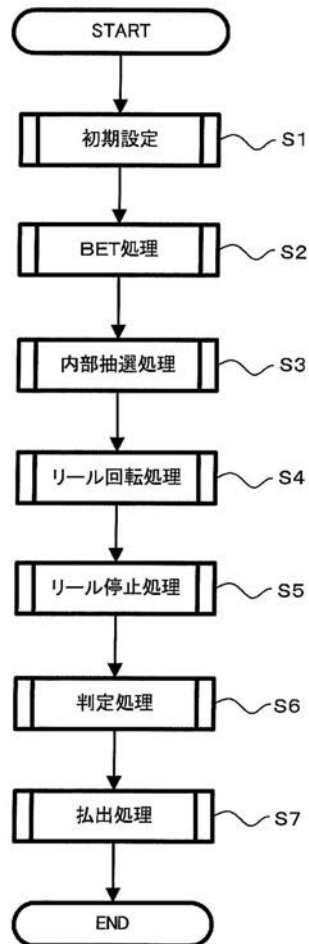 START
初期設定 S1
BET処理 S2
内部抽選処理 S3
リール回転処理 S4
リール停止処理 S5
判定処理 S6
払出処理 S7
END